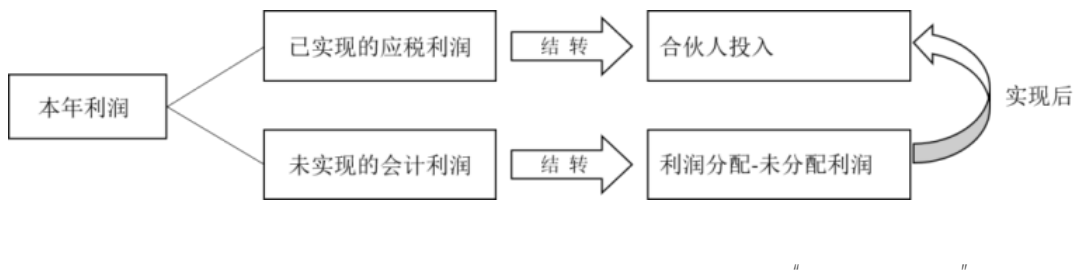 已实现的应税利润
结 转
合伙人投入
实现后
本年利润
未实现的会计利润
结 转
利润分配-未分配利润
" "